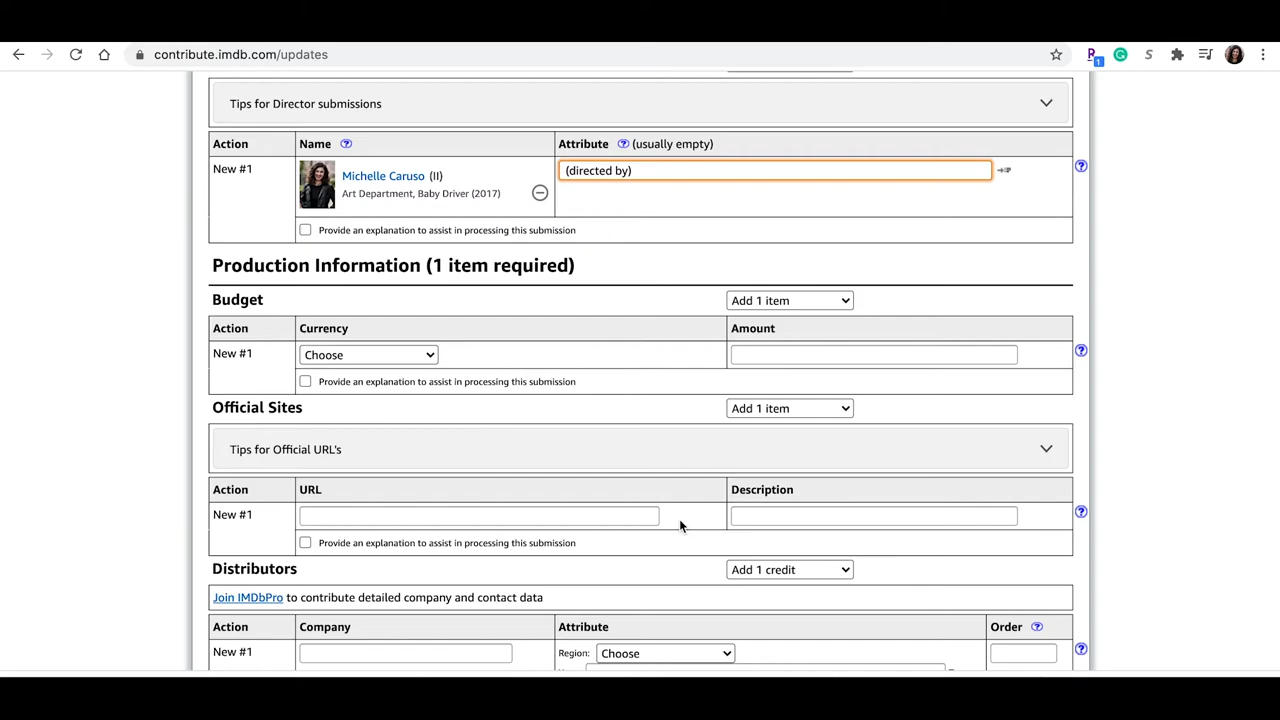 contribute.imdb.com/updates
1
Tips for Director submissions
Action Name ? Attribute ? (usually empty)
New #1 Michelle Caruso (II) (directed by) ?
Art Department, Baby Driver (2017)
Provide an explanation to assist in processing this submission
Production Information (1 item required)
Budget Add 1 item
Action Currency Amount
New #1 Choose ?
Provide an explanation to assist in processing this submission
Official Sites Add 1 item
Tips for Official URL's
Action URL Description
New #1 ?
Provide an explanation to assist in processing this submission
Distributors Add 1 credit
Join IMDbPro to contribute detailed company and contact data
Action Company Attribute Order ?
New #1 Region: Choose ?